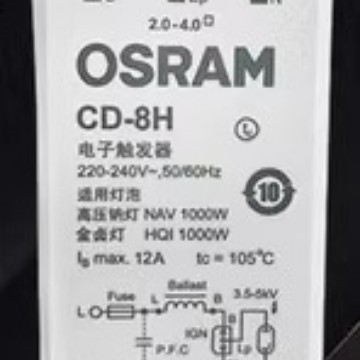 2.0-4.0
OSRAM
CD-8H
电子触发器
220-240V~,50/60Hz
适用灯泡
高压钠灯 NAV 1000W
金卤灯 HQI 1000W
10
Is max. 12A tc = 105°C
Ballast
Fuse L B 3.5-5kV
L
IGN B
P.F.C Lp